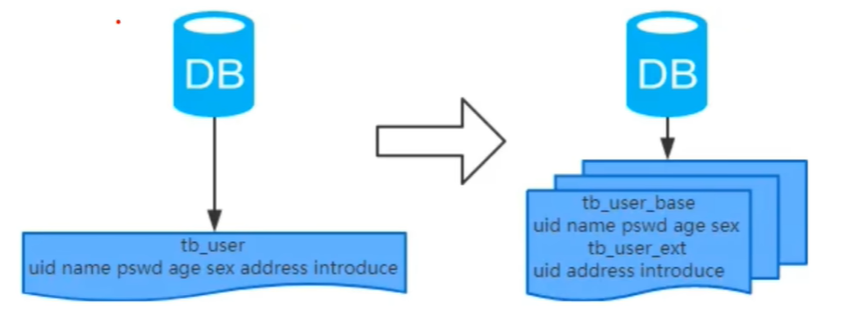 DB
tb_user
uid name pswd age sex address introduce
DB
tb_user_base
uid name pswd age sex
tb_user_ext
uid address introduce